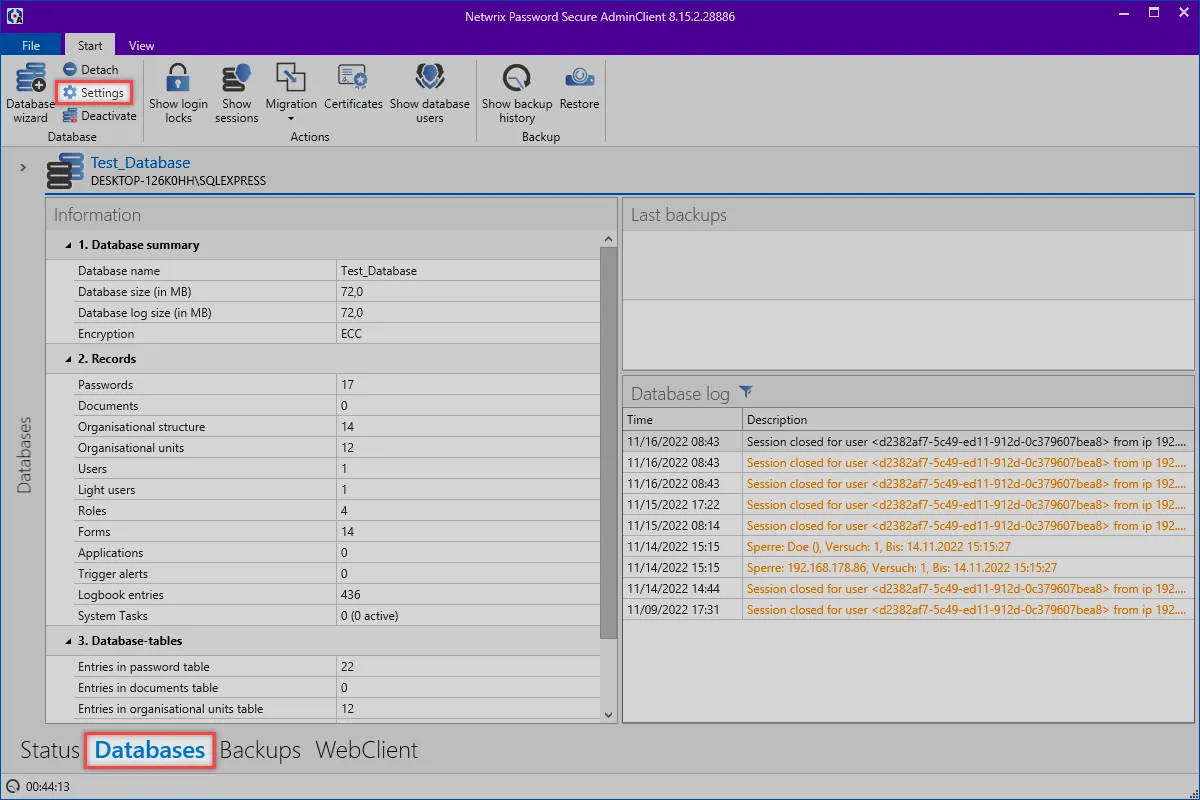 Netwrix Password Secure AdminClient 8.15.2.28886
File Start View
Database wizard
Detach
Settings
Deactivate
Database
Show login locks
Show sessions
Migration
Certificates
Show database users
Actions
Show backup history
Restore
Backup
Test_Database
DESKTOP-126K0HH\SQLEXPRESS
Databases
Information
1. Database summary
Database name Test_Database
Database size (in MB) 72,0
Database log size (in MB) 72,0
Encryption ECC
2. Records
Passwords 17
Documents 0
Organisational structure 14
Organisational units 12
Users 1
Light users 1
Roles 4
Forms 14
Applications 0
Trigger alerts 0
Logbook entries 436
System Tasks 0 (0 active)
3. Database-tables
Entries in password table 22
Entries in documents table 0
Entries in organisational units table 12
Last backups
Database log
Time Description
11/16/2022 08:43 Session closed for user <d2382af7-5c49-ed11-912d-0c379607bea8> from ip 192....
11/16/2022 08:43 Session closed for user <d2382af7-5c49-ed11-912d-0c379607bea8> from ip 192....
11/16/2022 08:43 Session closed for user <d2382af7-5c49-ed11-912d-0c379607bea8> from ip 192....
11/15/2022 17:22 Session closed for user <d2382af7-5c49-ed11-912d-0c379607bea8> from ip 192....
11/15/2022 08:14 Session closed for user <d2382af7-5c49-ed11-912d-0c379607bea8> from ip 192....
11/14/2022 15:15 Sperre: Doe (), Versuch: 1, Bis: 14.11.2022 15:15:27
11/14/2022 15:15 Sperre: 192.168.178.86, Versuch: 1, Bis: 14.11.2022 15:15:27
11/14/2022 14:44 Session closed for user <d2382af7-5c49-ed11-912d-0c379607bea8> from ip 192....
11/09/2022 17:31 Session closed for user <d2382af7-5c49-ed11-912d-0c379607bea8> from ip 192....
Status Databases Backups WebClient
00:44:13